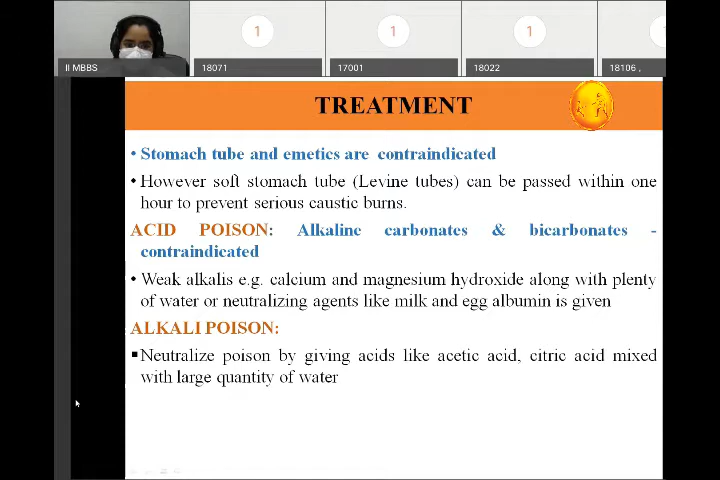 1
1
1
1
II MBBS
18071
17001
18022
18106 ,
TREATMENT
• Stomach tube and emetics are contraindicated
• However soft stomach tube (Levine tubes) can be passed within one
hour to prevent serious caustic burns.
ACID POISON: Alkaline carbonates & bicarbonates -
contraindicated
• Weak alkalis e.g. calcium and magnesium hydroxide along with plenty
of water or neutralizing agents like milk and egg albumin is given
ALKALI POISON:
▪ Neutralize poison by giving acids like acetic acid, citric acid mixed
with large quantity of water